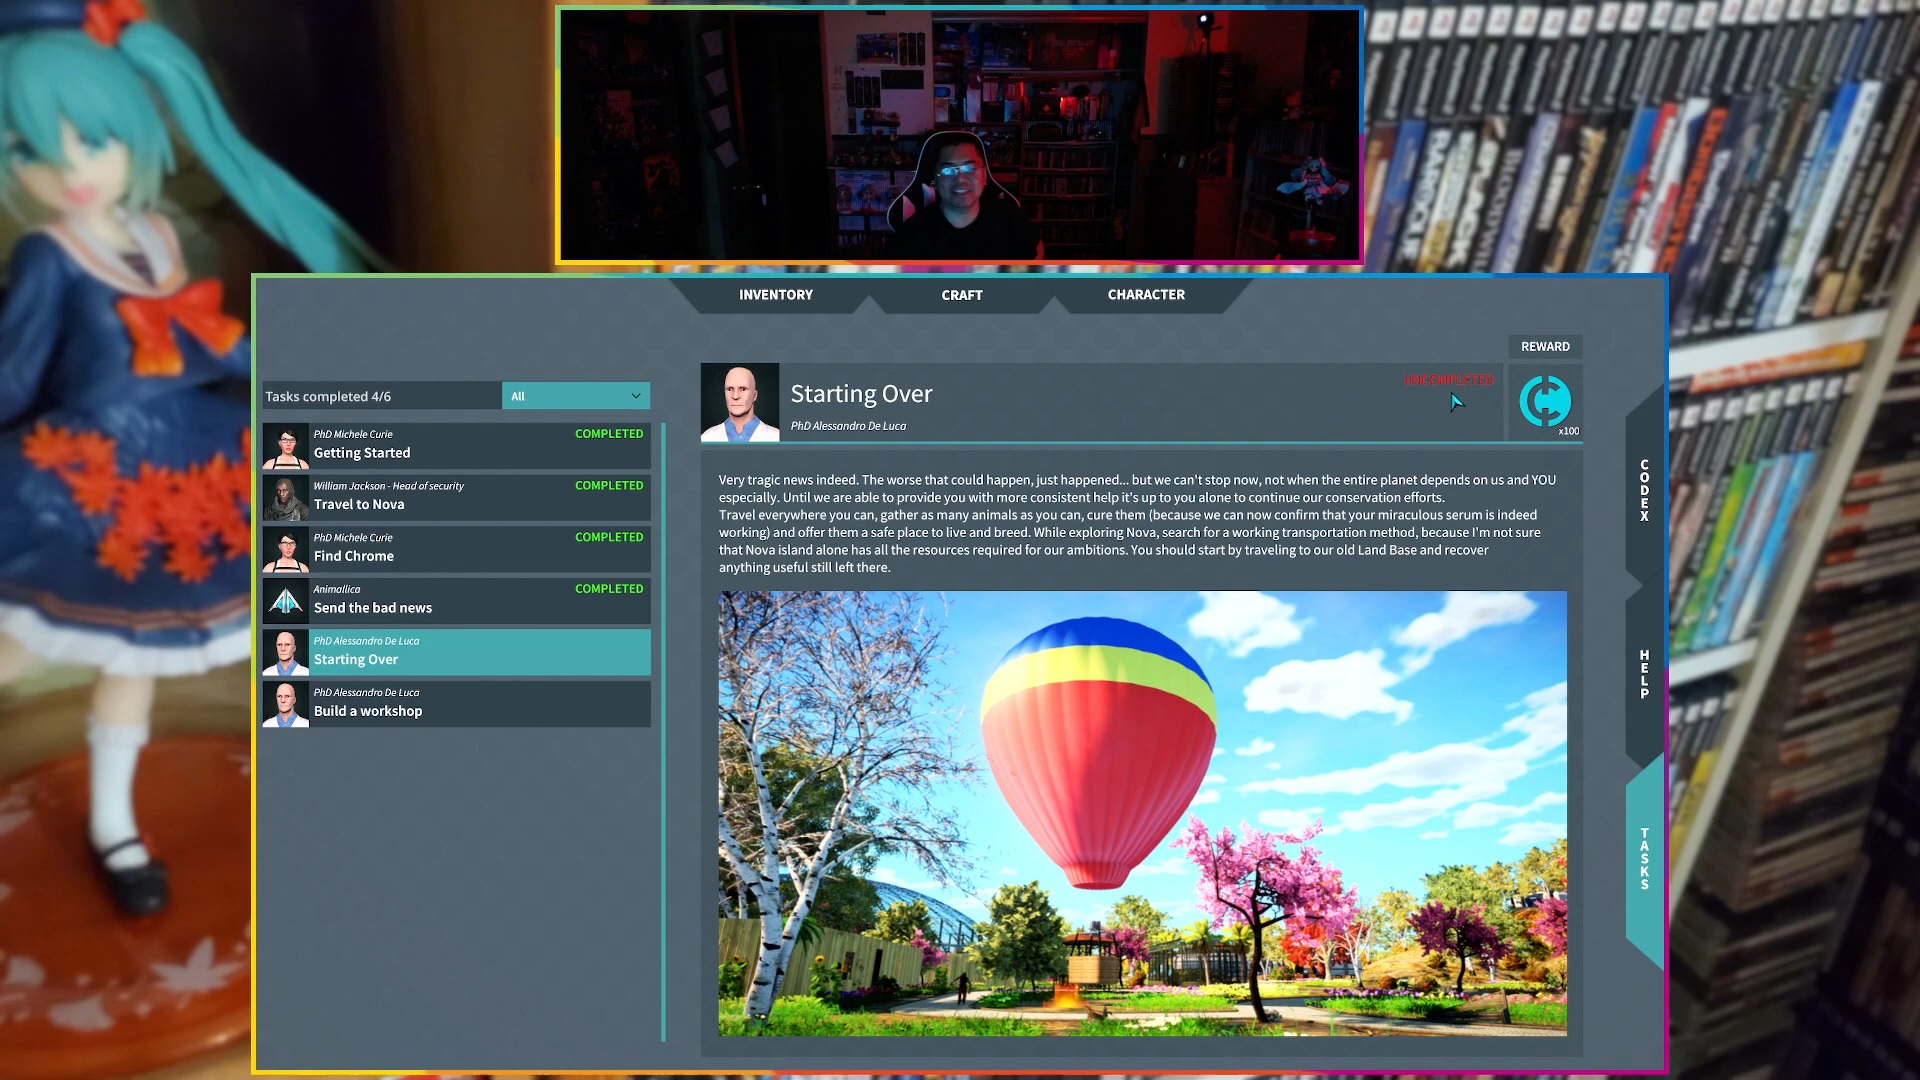 INVENTORY
CRAFT
CHARACTER
REWARD
Tasks completed 4/6
All
Starting Over
UNCOMPLETED
PhD Alessandro De Luca
x100
PhD Michele Curie
COMPLETED
Getting Started
William Jackson - Head of security
COMPLETED
Travel to Nova
PhD Michele Curie
COMPLETED
Find Chrome
Animallica
COMPLETED
Send the bad news
PhD Alessandro De Luca
Starting Over
PhD Alessandro De Luca
Build a workshop
Very tragic news indeed. The worse that could happen, just happened... but we can't stop now, not when the entire planet depends on us and YOU
especially. Until we are able to provide you with more consistent help it's up to you alone to continue our conservation efforts.
Travel everywhere you can, gather as many animals as you can, cure them (because we can now confirm that your miraculous serum is indeed
working) and offer them a safe place to live and breed. While exploring Nova, search for a working transportation method, because I'm not sure
that Nova island alone has all the resources required for our ambitions. You should start by traveling to our old Land Base and recover
anything useful still left there.
CODEX
HELP
TASKS